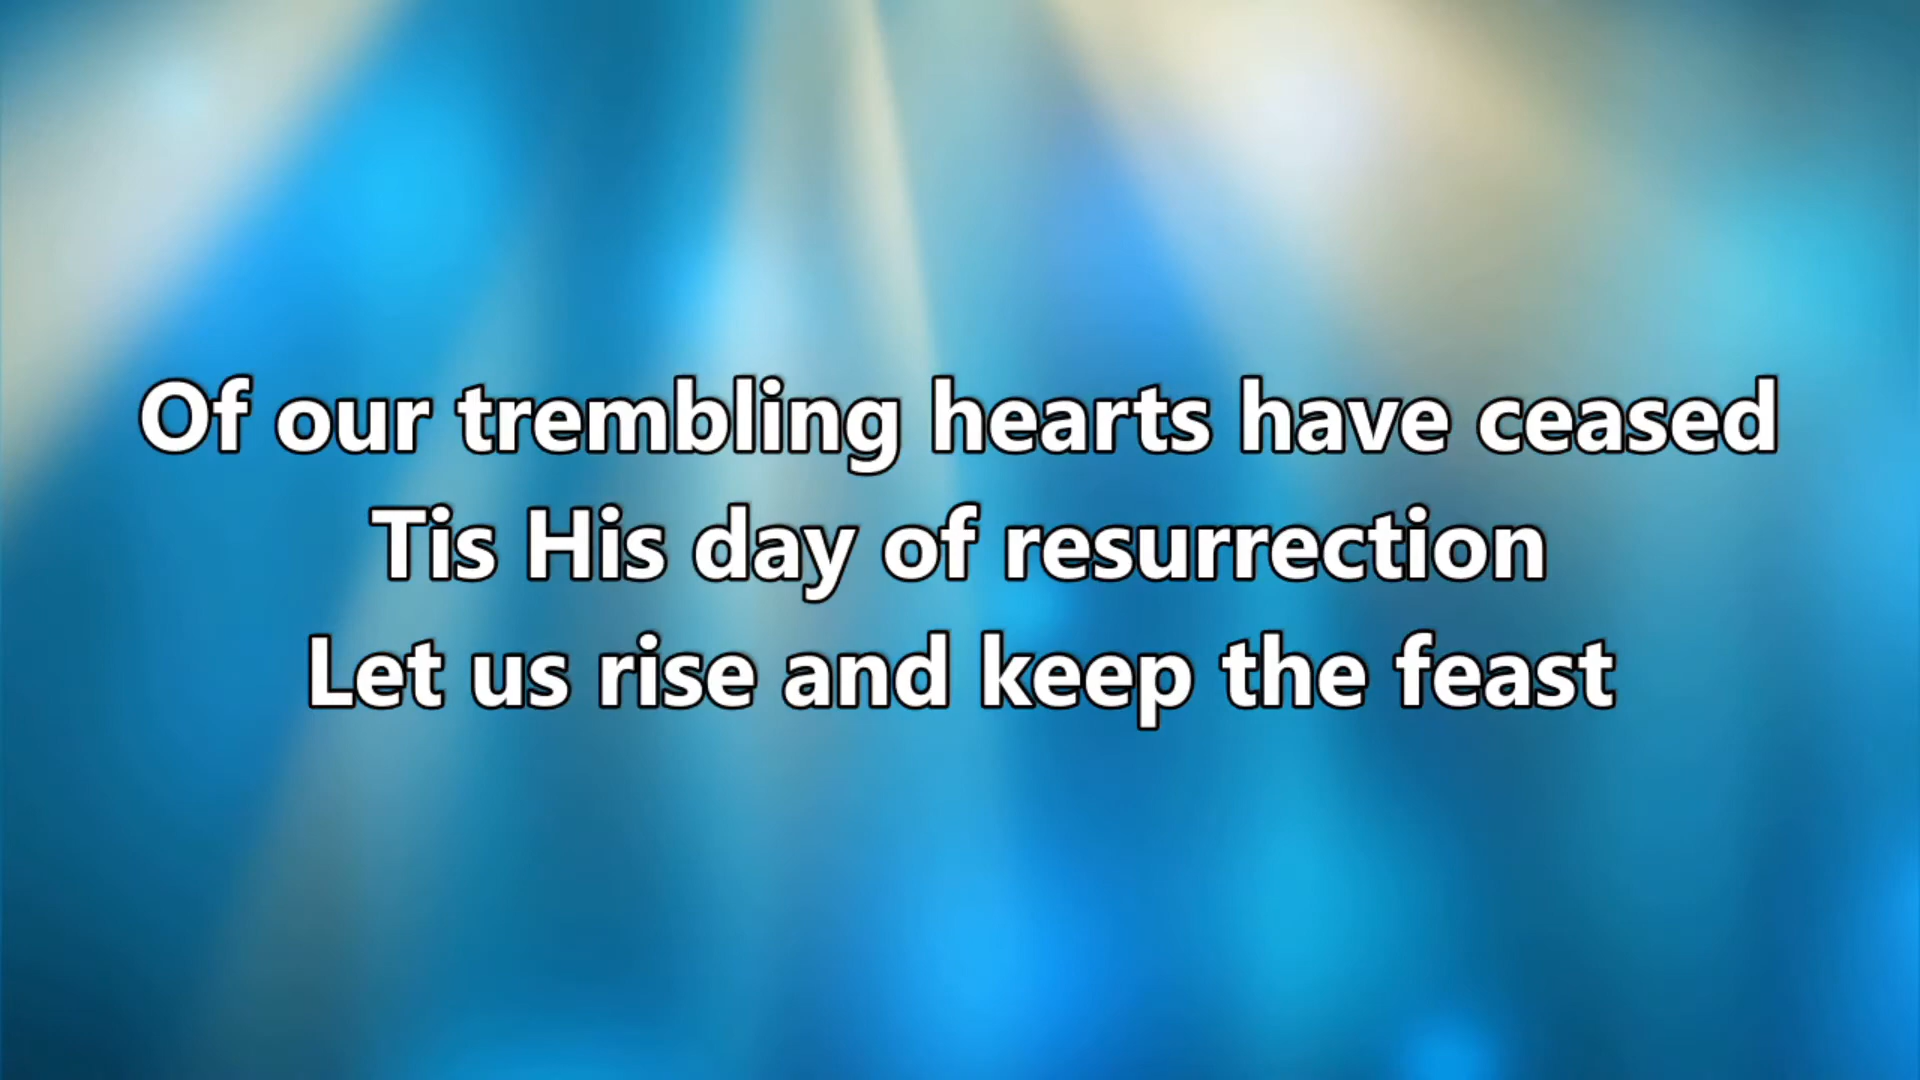 Of our trembling hearts have ceased
Tis His day of resurrection
Let us rise and keep the feast